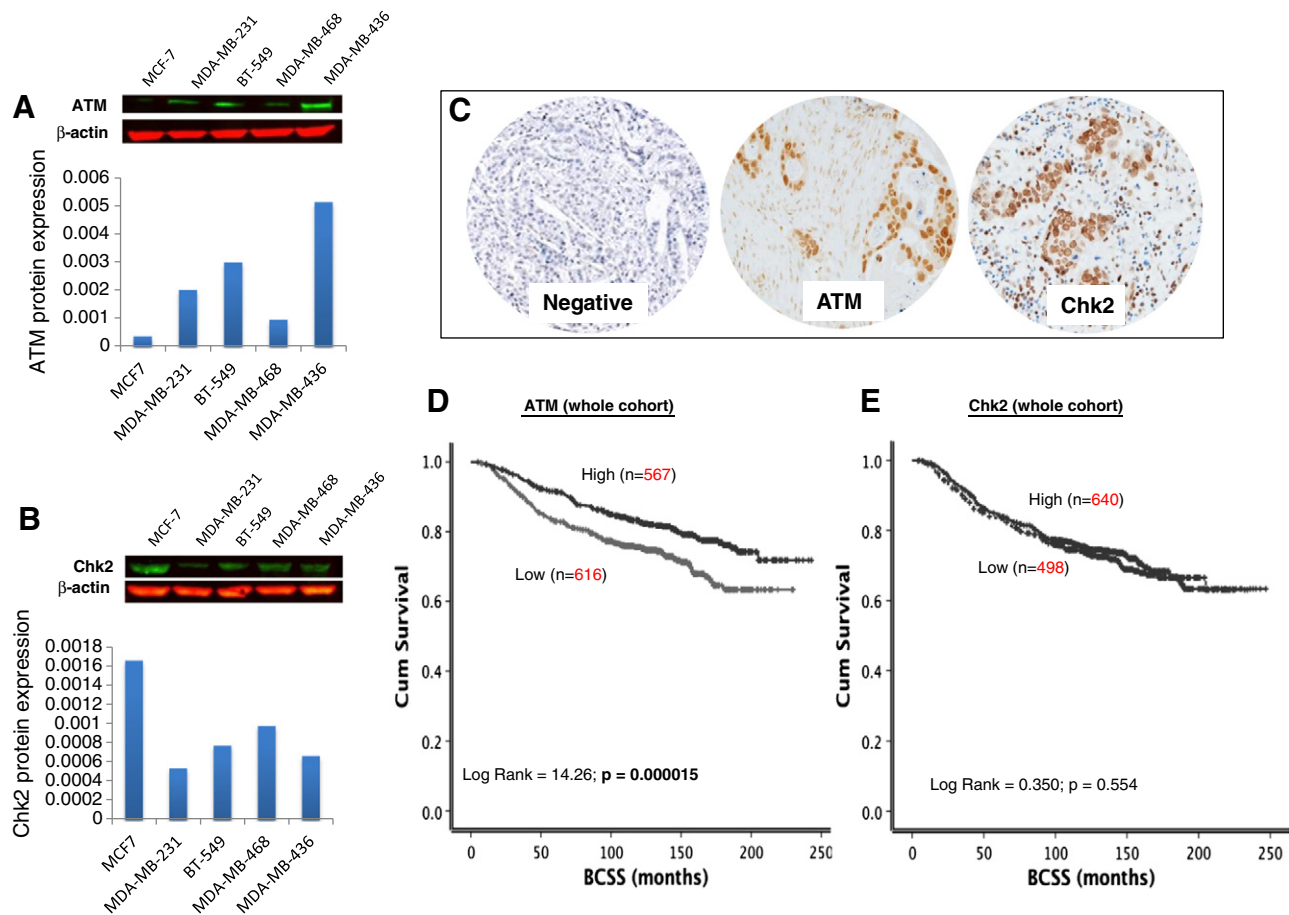 A
MCF-7
MDA-MB-231
BT-549
MDA-MB-468
MDA-MB-436
ATM
β-actin
ATM protein expression
0.006
0.005
0.004
0.003
0.002
0.001
0
MCF7
MDA-MB-231
BT-549
MDA-MB-468
MDA-MB-436
B
MCF-7
MDA-MB-231
BT-549
MDA-MB-468
MDA-MB-436
Chk2
β-actin
Chk2 protein expression
0.0018
0.0016
0.0014
0.0012
0.001
0.0008
0.0006
0.0004
0.0002
0
MCF7
MDA-MB-231
BT-549
MDA-MB-468
MDA-MB-436
C
Negative
ATM
Chk2
D
ATM (whole cohort)
Cum Survival
1.0
0.8
0.6
0.4
0.2
0.0
High (n=567)
Low (n=616)
Log Rank = 14.26; p = 0.000015
0 50 100 150 200 250
BCSS (months)
E
Chk2 (whole cohort)
Cum Survival
1.0
0.8
0.6
0.4
0.2
0.0
High (n=640)
Low (n=498)
Log Rank = 0.350; p = 0.554
0 50 100 150 200 250
BCSS (months)